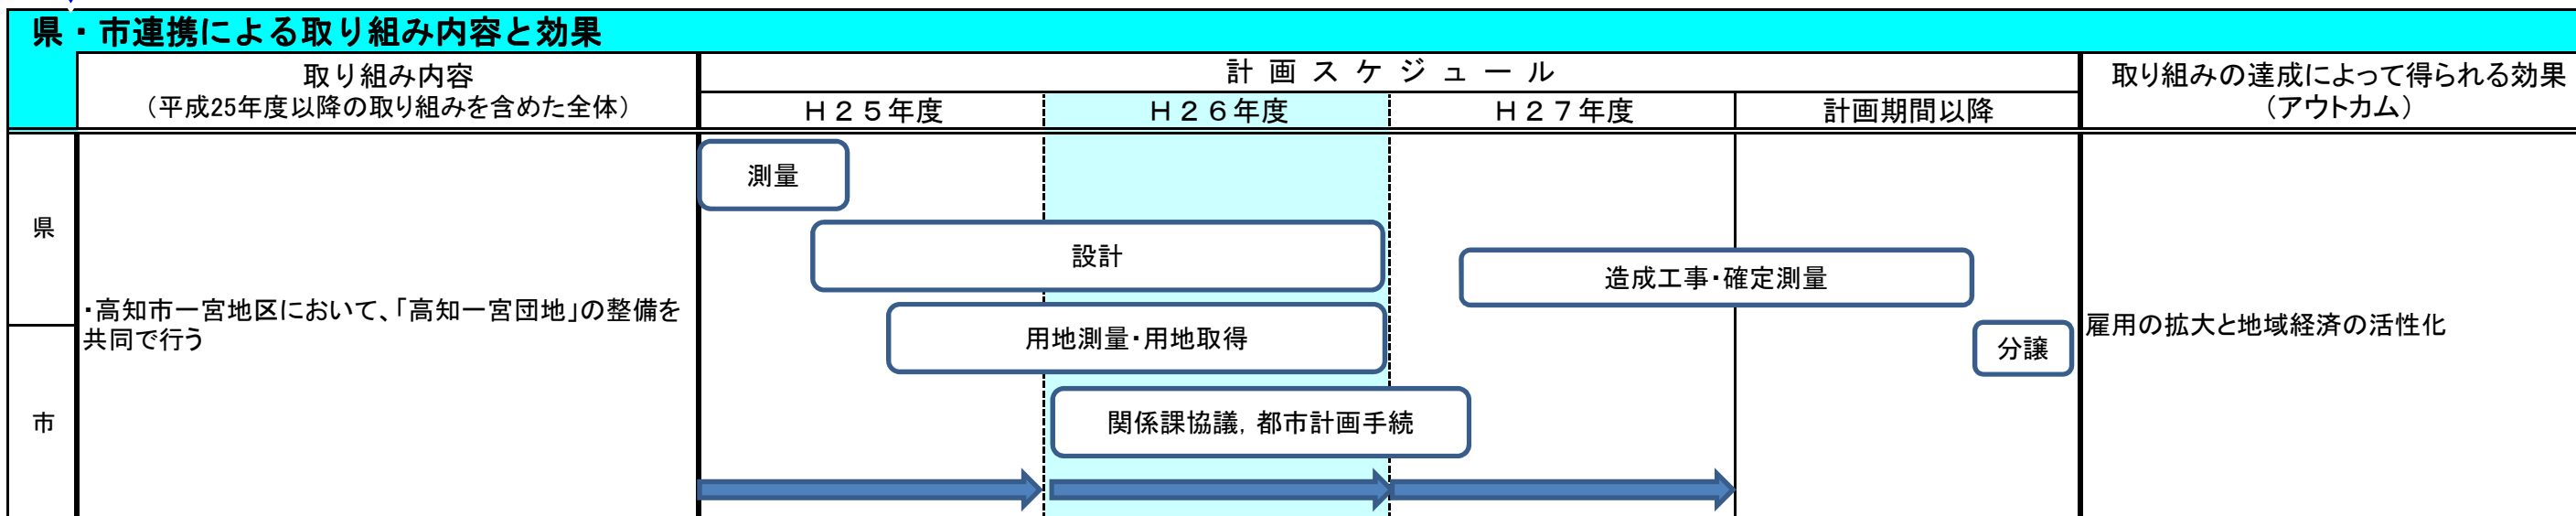 県・市連携による取り組み内容と効果
取り組み内容
（平成25年度以降の取り組みを含めた全体）
計画スケジュール
Ｈ２５年度
Ｈ２６年度
Ｈ２７年度
計画期間以降
取り組みの達成によって得られる効果
（アウトカム）
県
市
・高知市一宮地区において、「高知一宮団地」の整備を
共同で行う
測量
設計
用地測量・用地取得
関係課協議，都市計画手続
造成工事・確定測量
分譲
雇用の拡大と地域経済の活性化